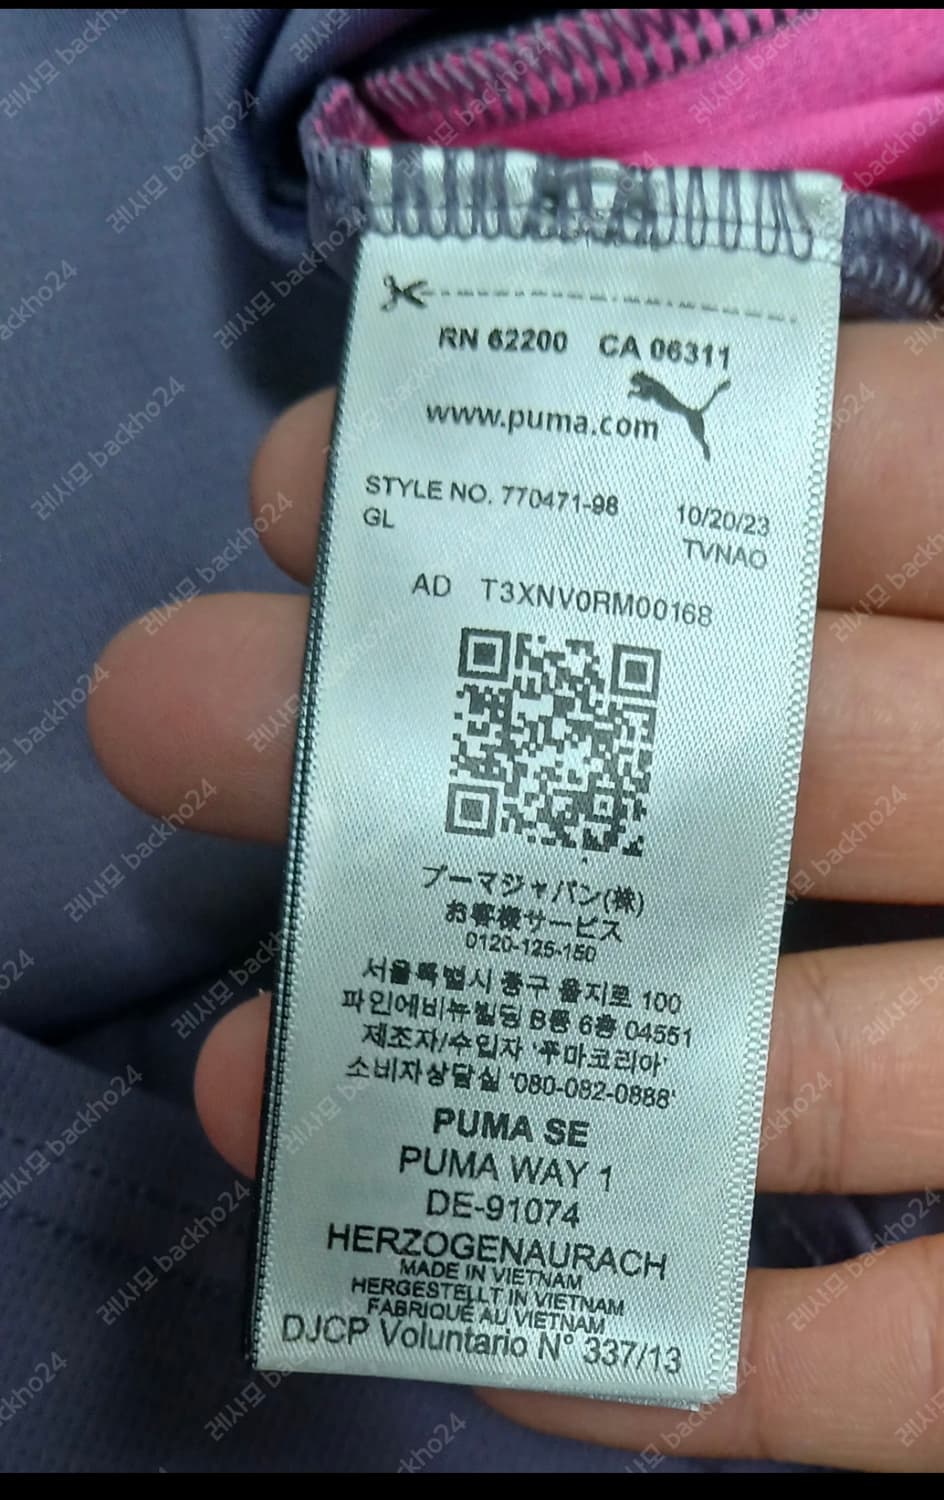 RN 62200 CA 06311
www.puma.com
STYLE NO. 770471-98 10/20/23
GL TVNAO
AD T3XNV0RM00168
プーマジャパン(株)
お客様サービス
0120-125-150
서울특별시 중구 을지로 100
파인에비뉴빌딩 B동 6층 04551
제조자/수입자 '푸마코리아'
소비자상담실 '080-082-0888'
PUMA SE
PUMA WAY 1
DE-91074
HERZOGENAURACH
MADE IN VIETNAM
HERGESTELLT IN VIETNAM
FABRIQUÉ AU VIETNAM
DJCP Voluntario N° 337/13
레사모 backho24